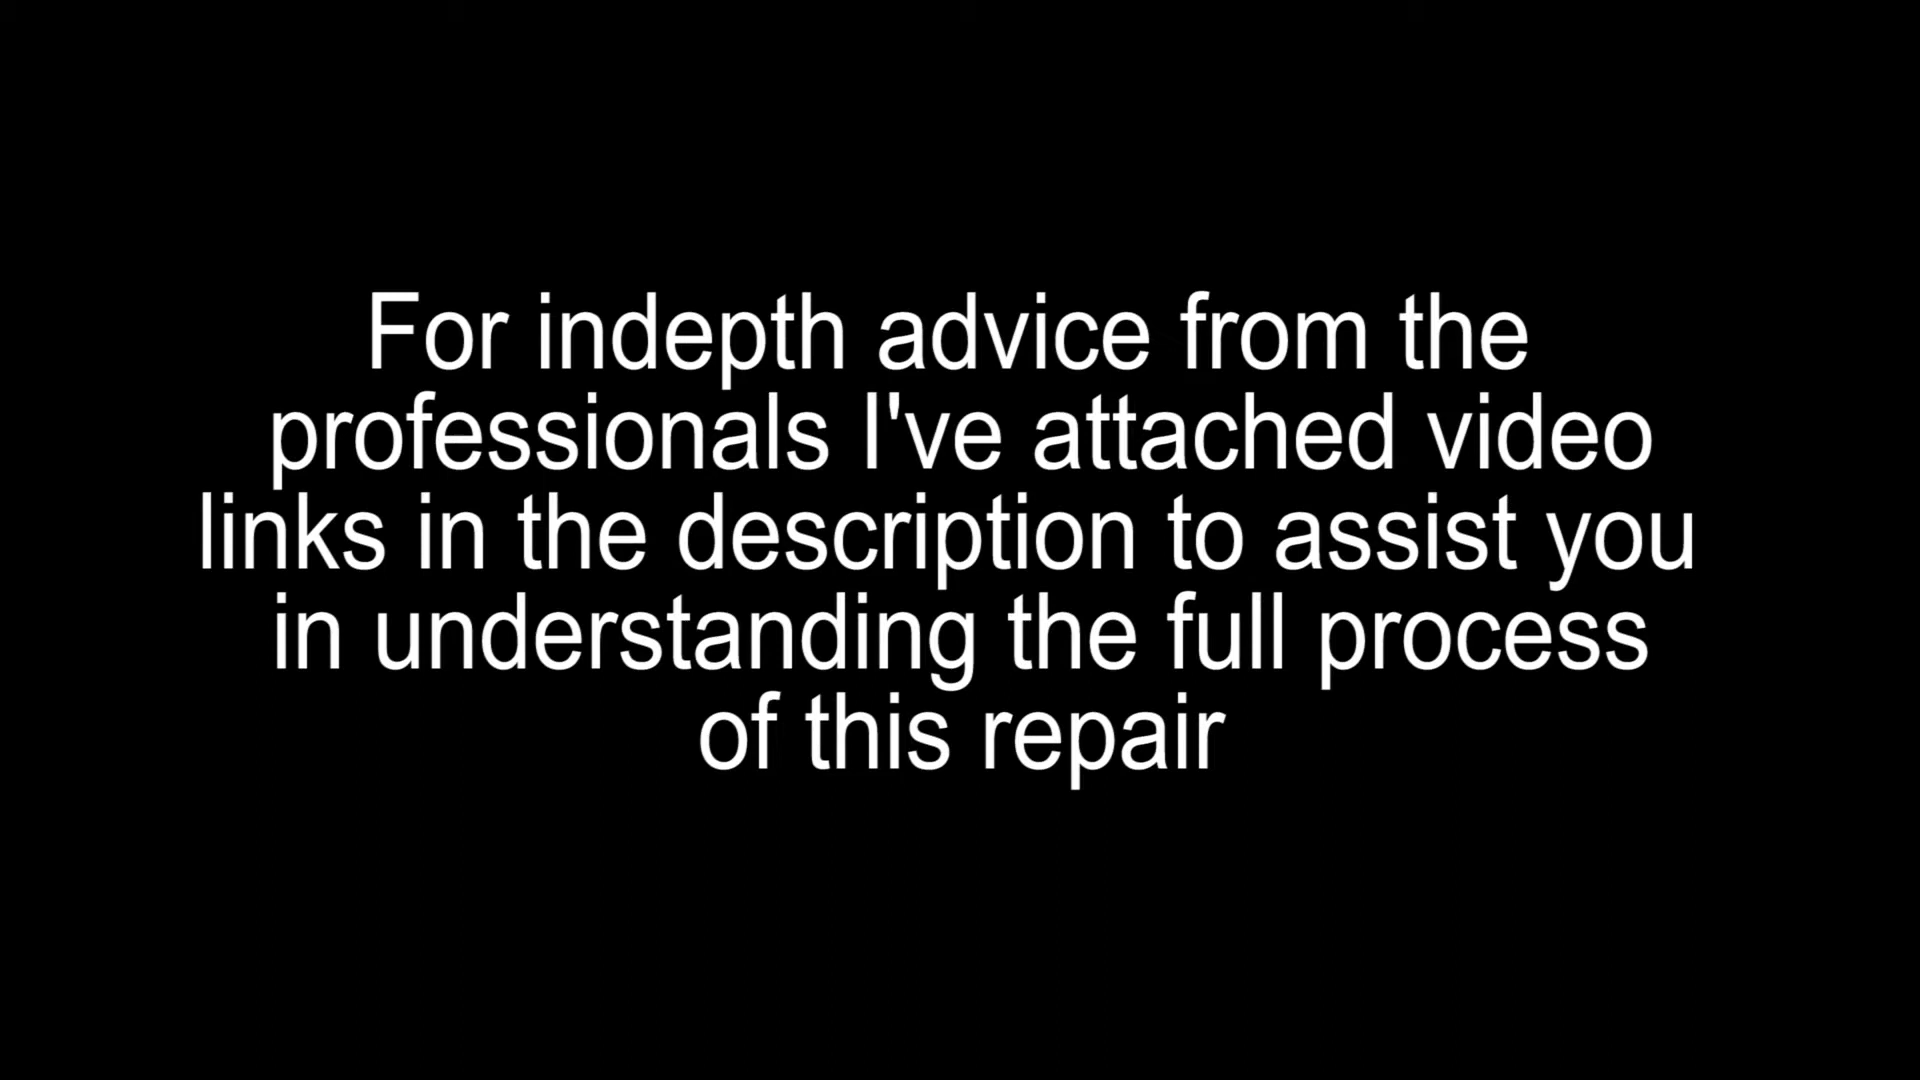 For indepth advice from the
professionals I've attached video
links in the description to assist you
in understanding the full process
of this repair